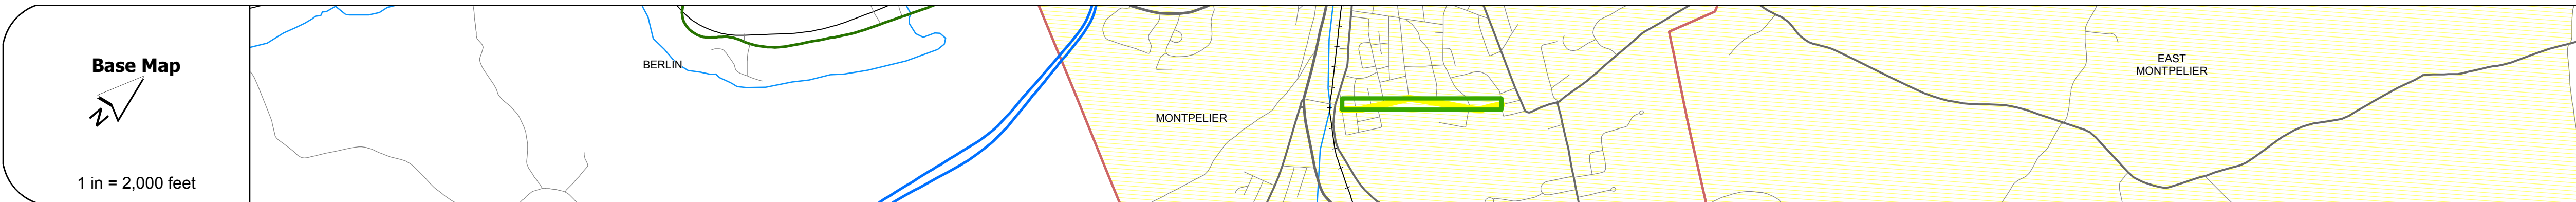 Base Map
N
1 in = 2,000 feet
BERLIN
MONTPELIER
EAST
MONTPELIER